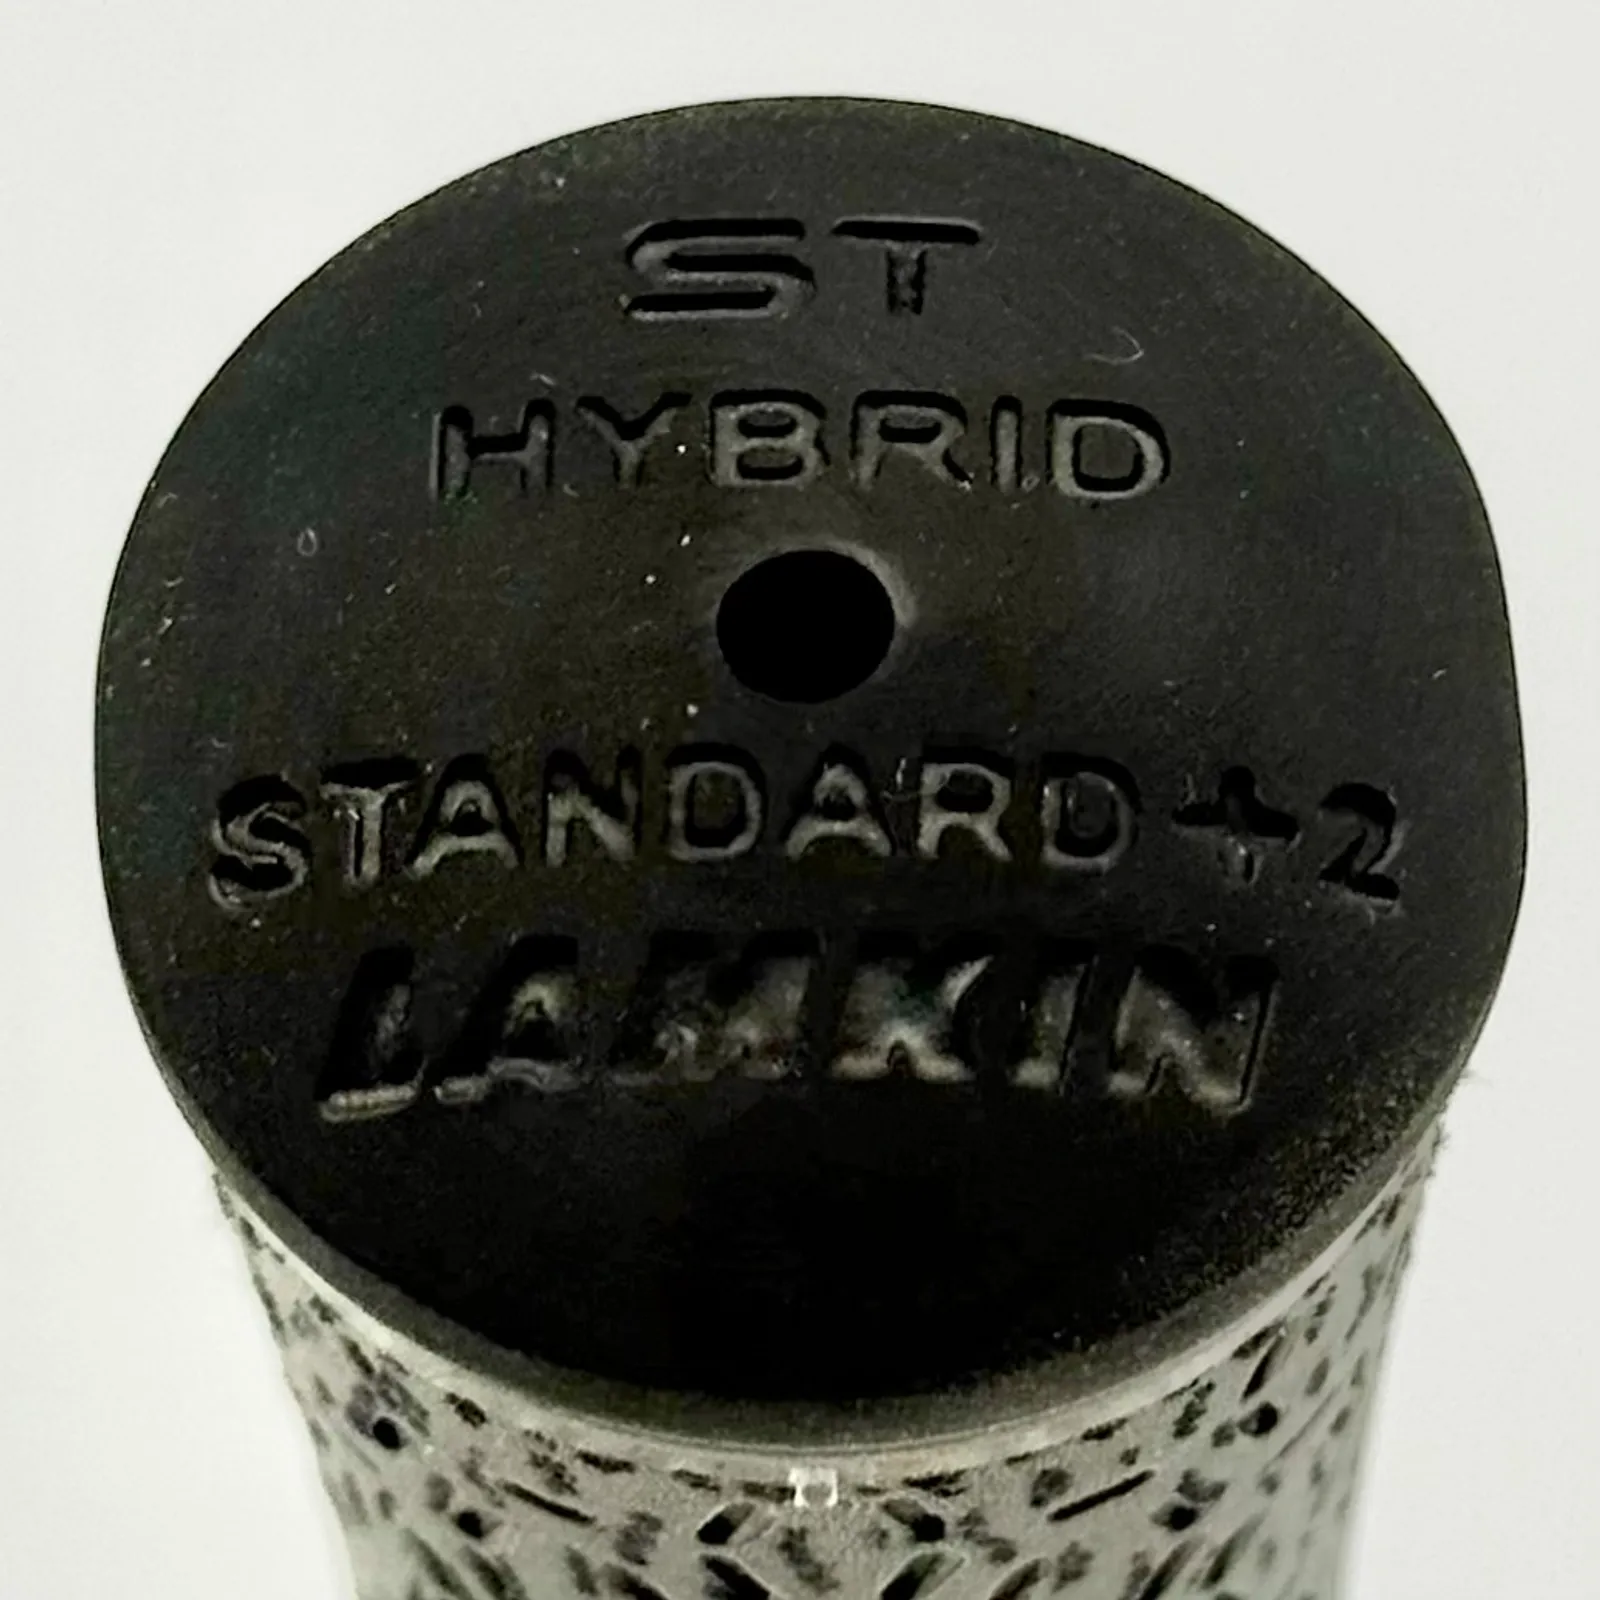 ST
HYBRID
STANDARD +2
LAMKIN